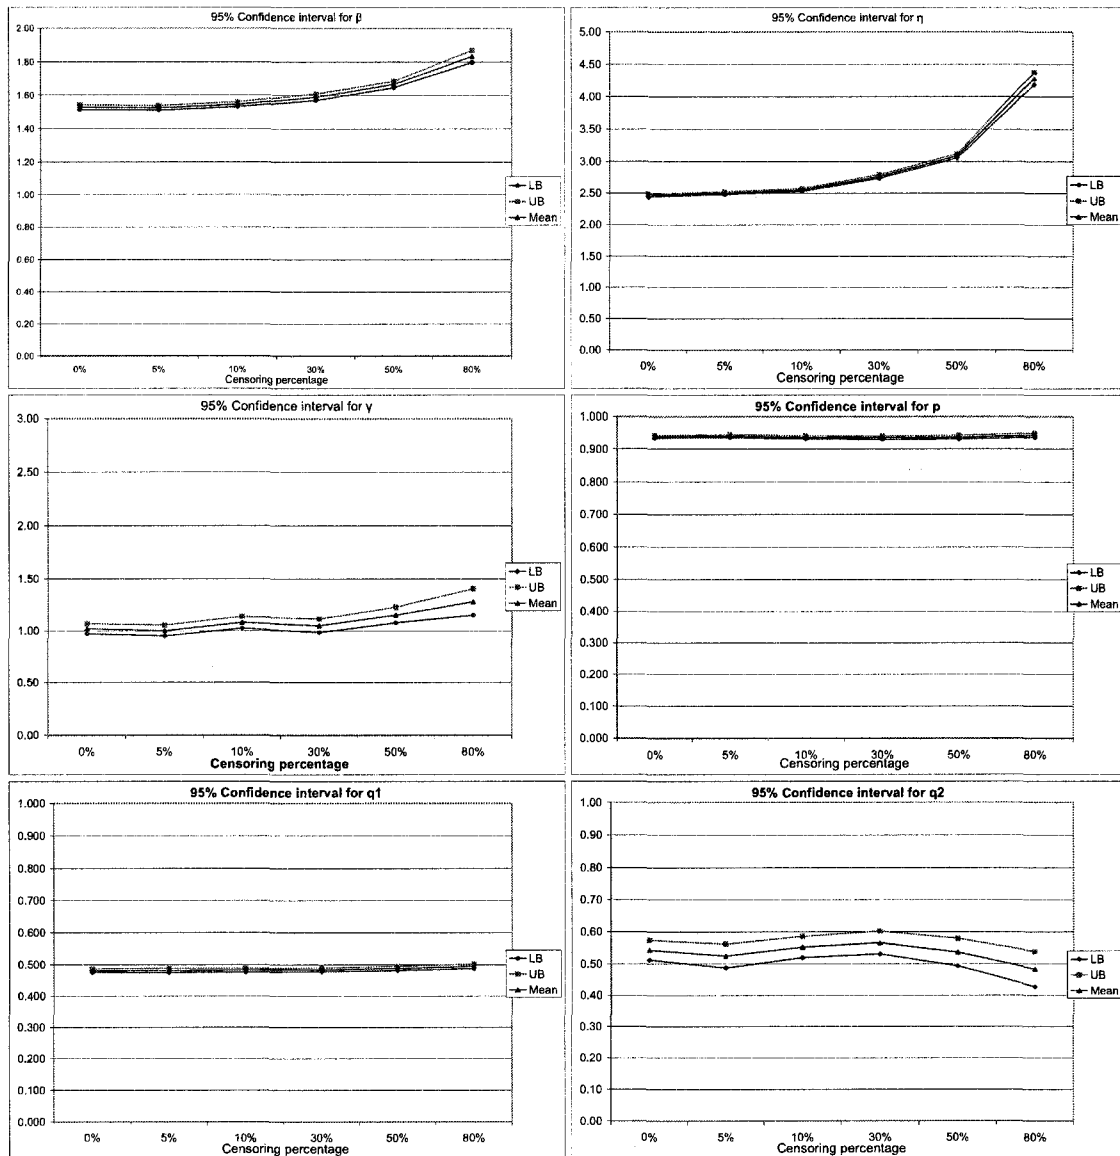 95% Confidence interval for β
2.00
1.80
1.60
1.40
1.20
1.00
0.80
0.60
0.40
0.20
0.00
0% 5% 10% 30% 50% 80%
Censoring percentage
LB
UB
Mean
95% Confidence interval for η
5.00
4.50
4.00
3.50
3.00
2.50
2.00
1.50
1.00
0.50
0.00
0% 5% 10% 30% 50% 80%
Censoring percentage
LB
UB
Mean
95% Confidence interval for γ
3.00
2.50
2.00
1.50
1.00
0.50
0.00
0% 5% 10% 30% 50% 80%
Censoring percentage
LB
UB
Mean
95% Confidence interval for p
1.000
0.900
0.800
0.700
0.600
0.500
0.400
0.300
0.200
0.100
0.000
0% 5% 10% 30% 50% 80%
Censoring percentage
LB
UB
Mean
95% Confidence interval for q1
1.000
0.900
0.800
0.700
0.600
0.500
0.400
0.300
0.200
0.100
0.000
0% 5% 10% 30% 50% 80%
Censoring percentage
LB
UB
Mean
95% Confidence interval for q2
1.00
0.90
0.80
0.70
0.60
0.50
0.40
0.30
0.20
0.10
0.00
0% 5% 10% 30% 50% 80%
Censoring percentage
LB
UB
Mean